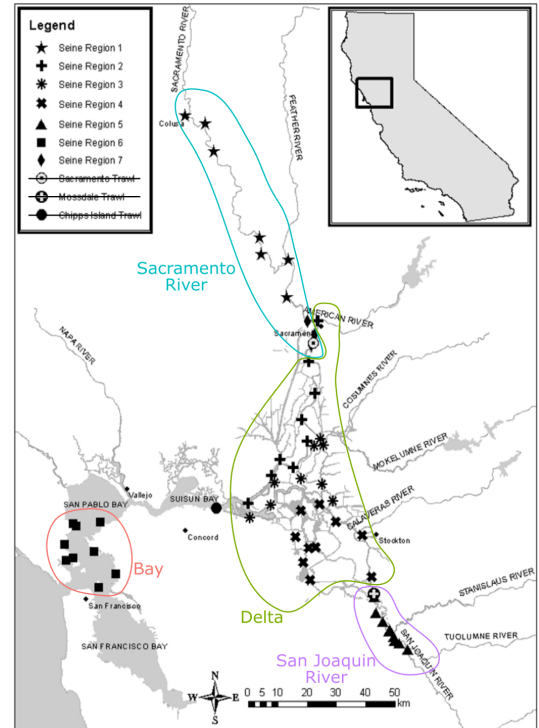 Legend
Seine Region 1
Seine Region 2
Seine Region 3
Seine Region 4
Seine Region 5
Seine Region 6
Seine Region 7
Sacramento Trawl
Mossdale Trawl
Chipps Island Trawl
SACRAMENTO RIVER
FEATHER RIVER
Colusa
Sacramento
River
AMERICAN RIVER
Sacramento
NAPA RIVER
COSUMNES RIVER
MOKELUMNE RIVER
CALAVERAS RIVER
Vallejo
SAN PABLO BAY
SUISUN BAY
Concord
Stockton
Bay
San Francisco
Delta
STANISLAUS RIVER
TUOLUMNE RIVER
SAN JOAQUIN RIVER
San Joaquin
River
SAN FRANCISCO BAY
N
W E
S
0 5 10 20 30 40 50
km